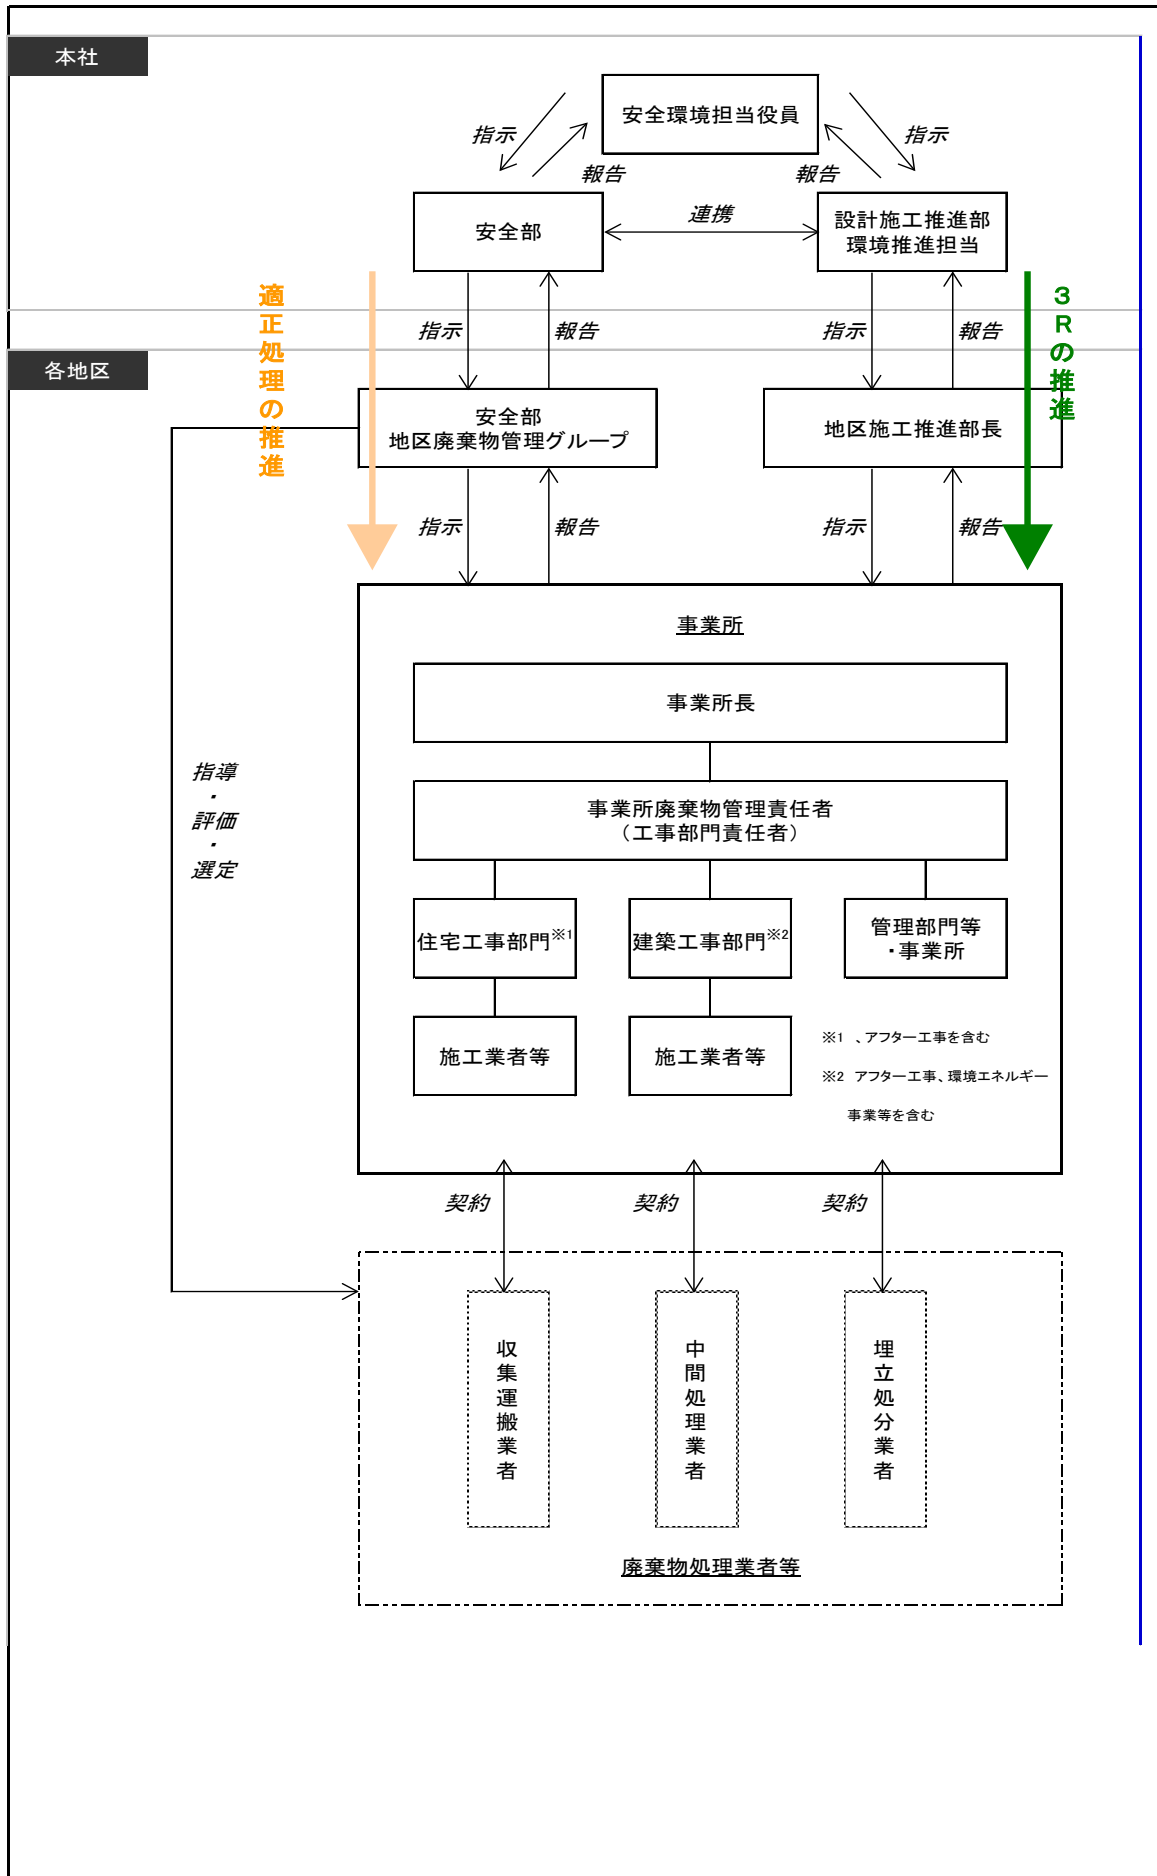 本社
安全環境担当役員
指示
指示
報告
報告
連携
安全部
設計施工推進部
環境推進担当
適正処理の推進
３Ｒの推進
指示
報告
指示
報告
各地区
安全部
地区廃棄物管理グループ
地区施工推進部長
指示
報告
指示
報告
事業所
事業所長
指導
・
評価
・
選定
事業所廃棄物管理責任者
（工事部門責任者）
住宅工事部門※1
建築工事部門※2
管理部門等
・事業所
施工業者等
施工業者等
※1 、アフター工事を含む
※2 アフター工事、環境エネルギー
事業等を含む
契約
契約
契約
収集運搬業者
中間処理業者
埋立処分業者
廃棄物処理業者等